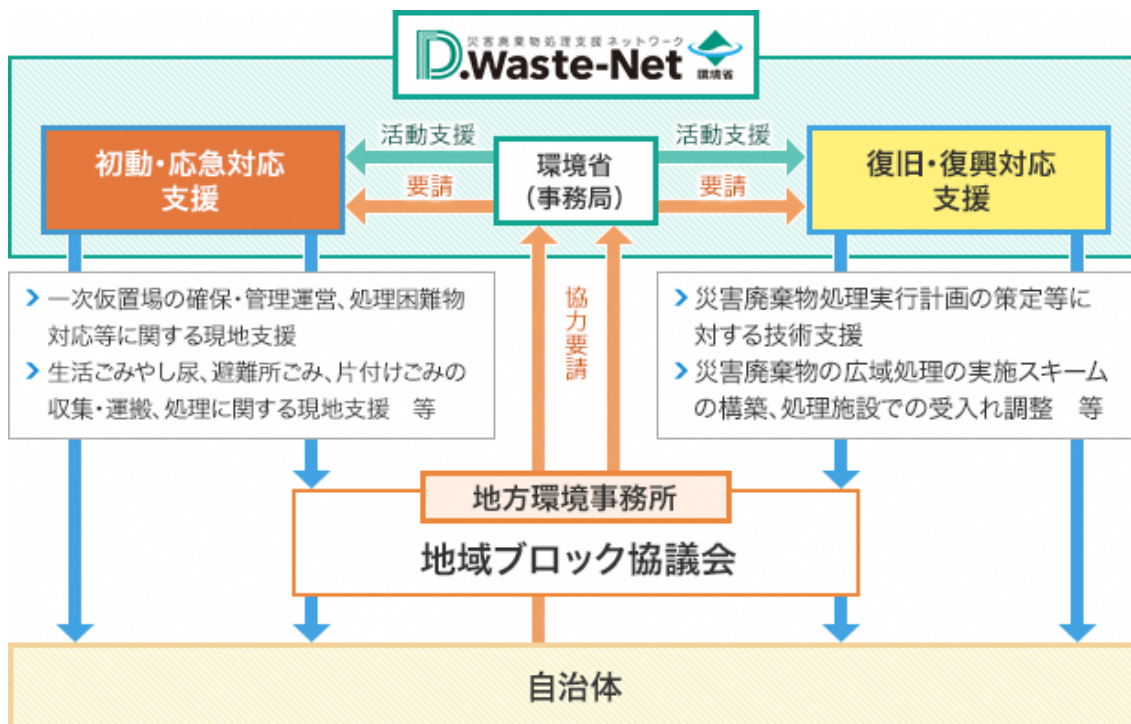 災害廃棄物処理支援ネットワーク
D.Waste-Net
環境省
活動支援
活動支援
初動・応急対応
支援
環境省
(事務局)
復旧・復興対応
支援
要請
要請
一次仮置場の確保・管理運営、処理困難物
対応等に関する現地支援
生活ごみやし尿、避難所ごみ、片付けごみの
収集・運搬、処理に関する現地支援 等
協力要請
災害廃棄物処理実行計画の策定等に
対する技術支援
災害廃棄物の広域処理の実施スキーム
の構築、処理施設での受入れ調整 等
地方環境事務所
地域ブロック協議会
自治体